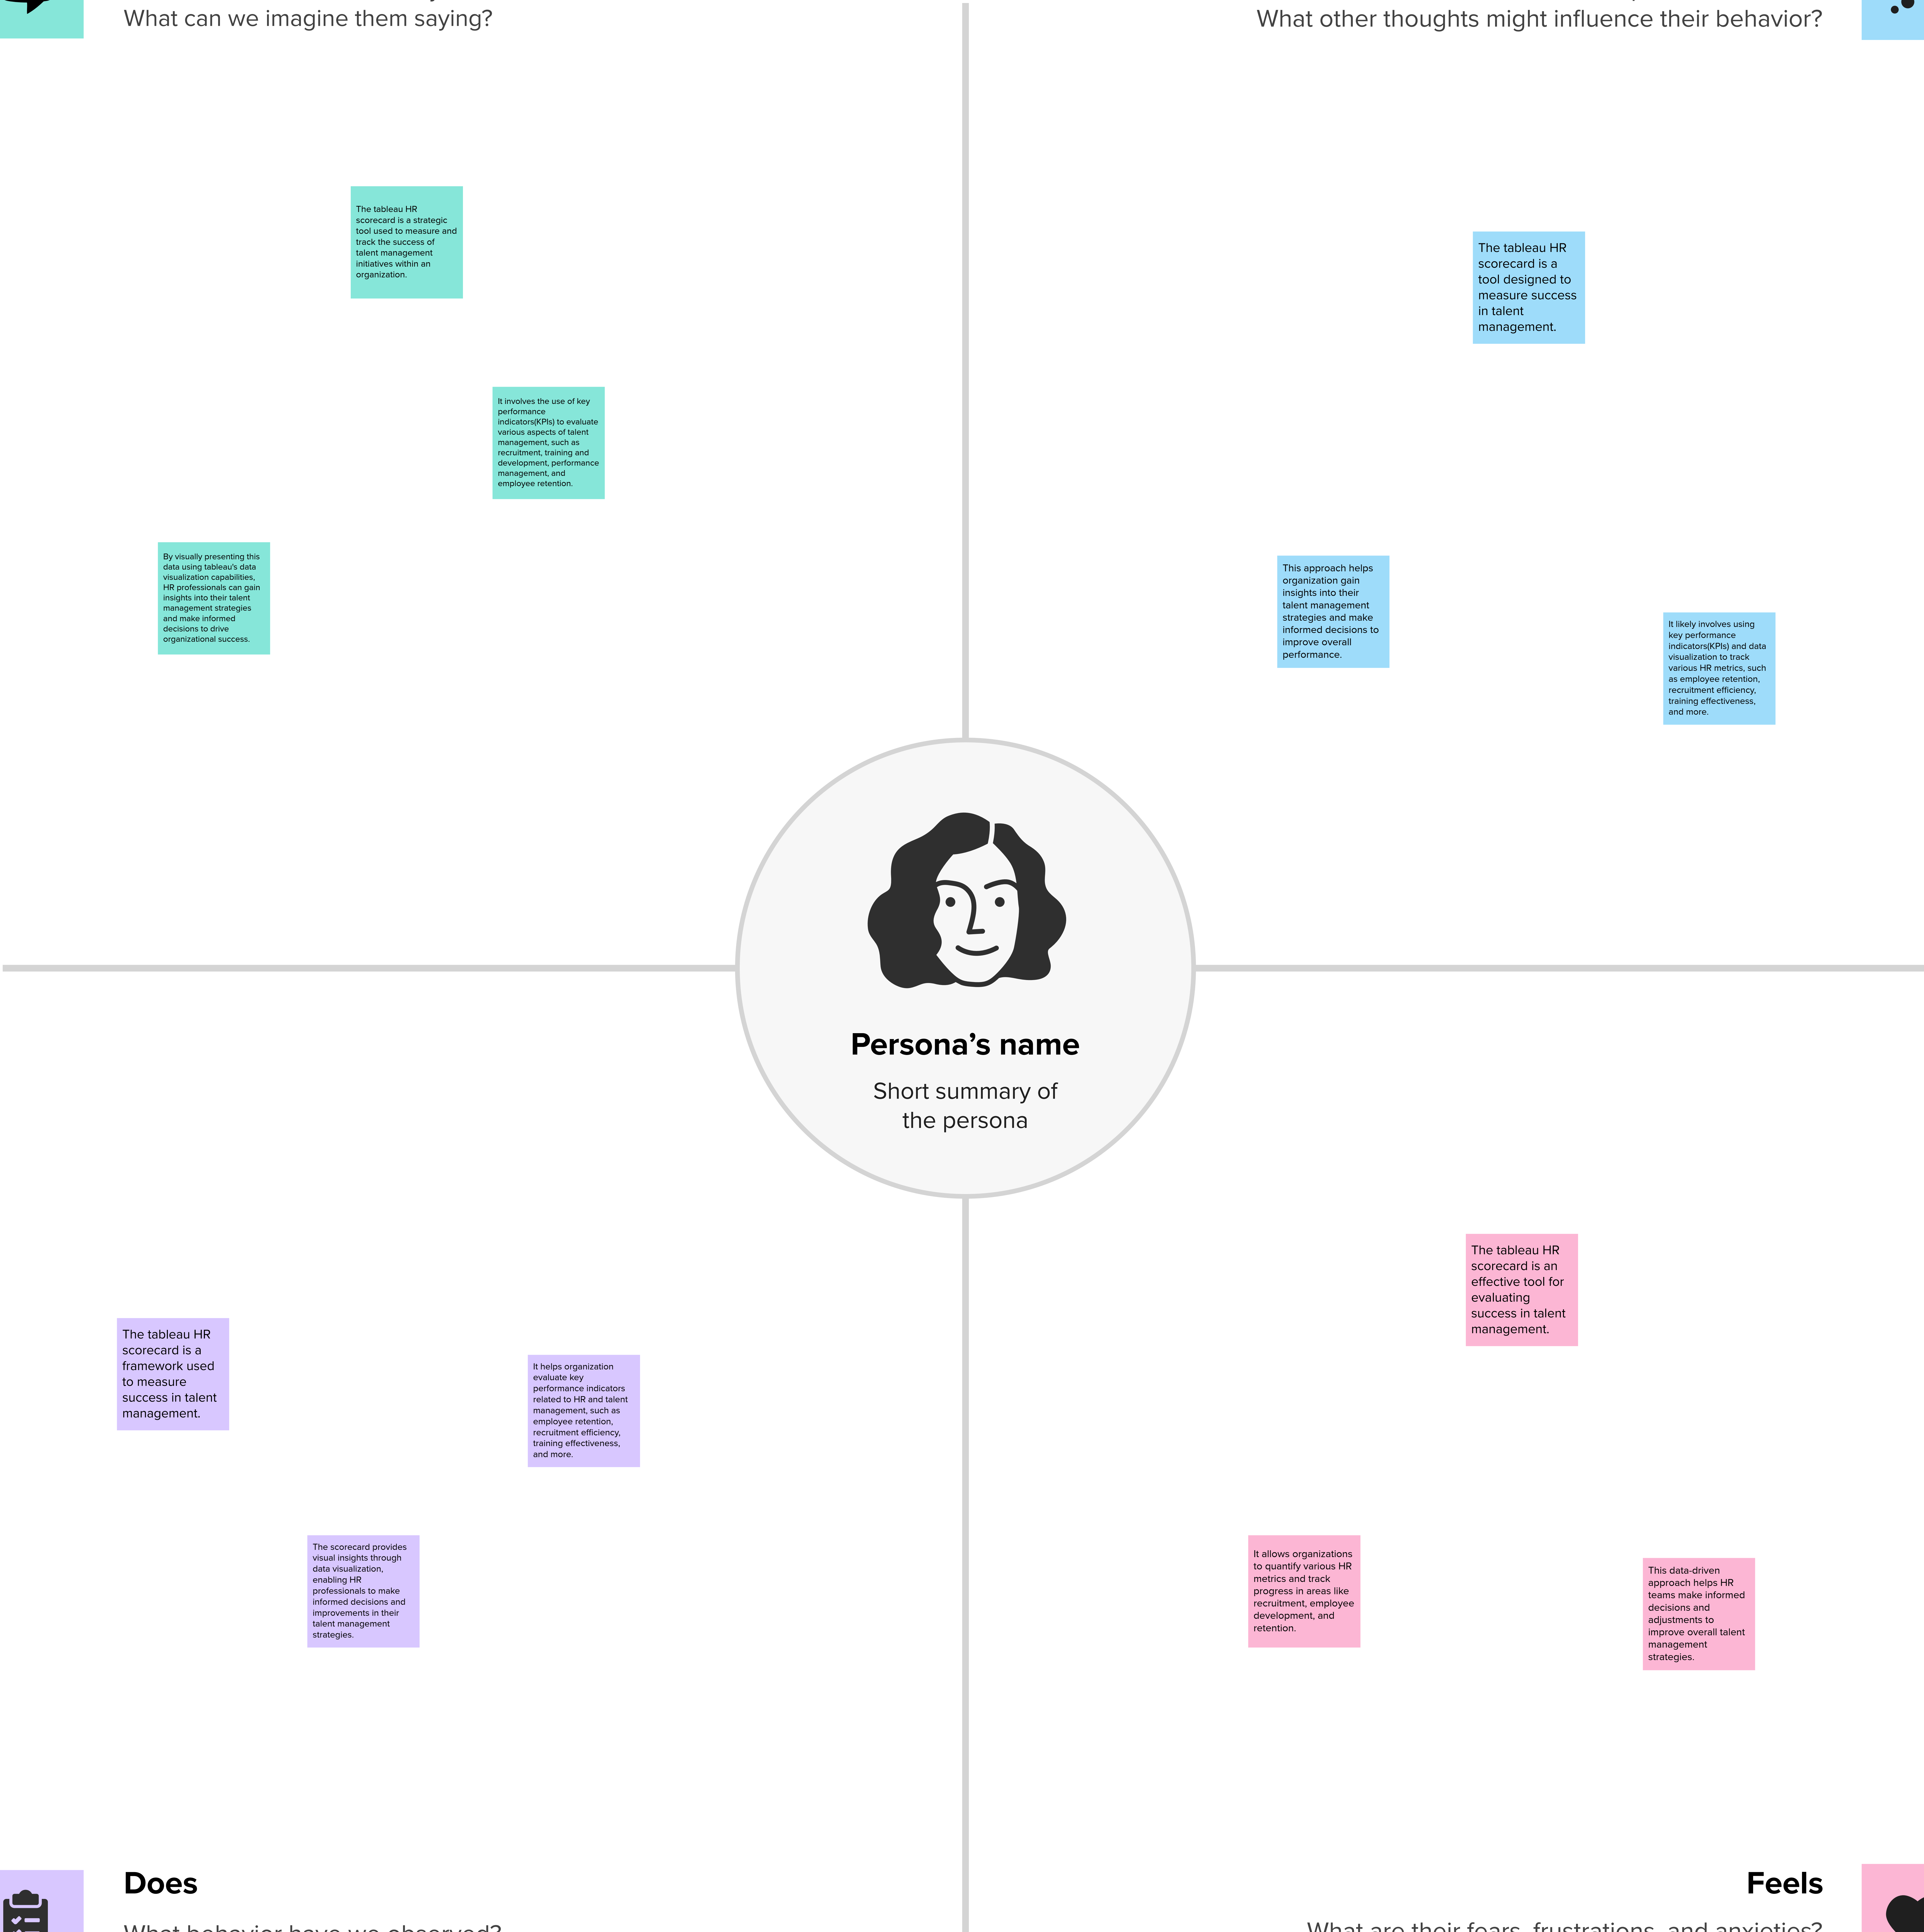 What can we imagine them saying?
What other thoughts might influence their behavior?
The tableau HR
scorecard is a strategic
tool used to measure and
track the success of
talent management
initiatives within an
organization.
It involves the use of key
performance
indicators(KPIs) to evaluate
various aspects of talent
management, such as
recruitment, training and
development, performance
management, and
employee retention.
By visually presenting this
data using tableau's data
visualization capabilities,
HR professionals can gain
insights into their talent
management strategies
and make informed
decisions to drive
organizational success.
The tableau HR
scorecard is a
tool designed to
measure success
in talent
management.
This approach helps
organization gain
insights into their
talent management
strategies and make
informed decisions to
improve overall
performance.
It likely involves using
key performance
indicators(KPIs) and data
visualization to track
various HR metrics, such
as employee retention,
recruitment efficiency,
training effectiveness,
and more.
Persona’s name
Short summary of
the persona
The tableau HR
scorecard is a
framework used
to measure
success in talent
management.
It helps organization
evaluate key
performance indicators
related to HR and talent
management, such as
employee retention,
recruitment efficiency,
training effectiveness,
and more.
The scorecard provides
visual insights through
data visualization,
enabling HR
professionals to make
informed decisions and
improvements in their
talent management
strategies.
The tableau HR
scorecard is an
effective tool for
evaluating
success in talent
management.
It allows organizations
to quantify various HR
metrics and track
progress in areas like
recruitment, employee
development, and
retention.
This data-driven
approach helps HR
teams make informed
decisions and
adjustments to
improve overall talent
management
strategies.
Does
What behavior have we observed?
Feels
What are their fears, frustrations, and anxieties?